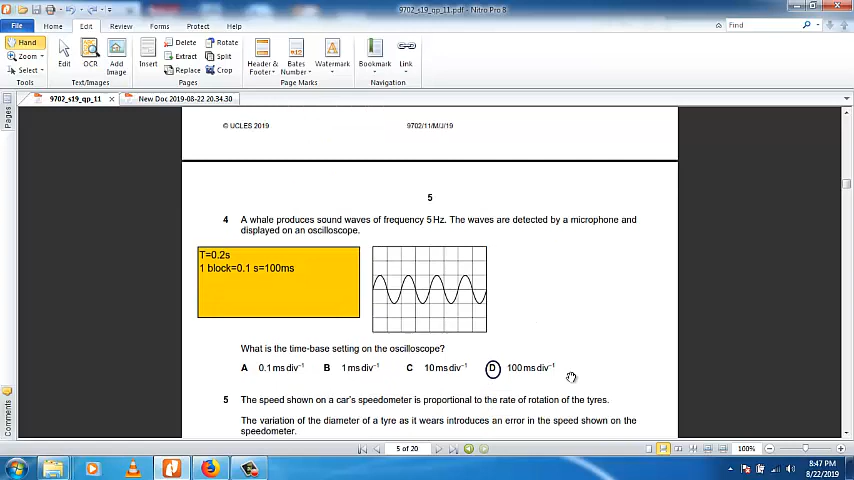 9702_s19_qp_11.pdf - Nitro Pro 8
File
Home
Edit
Review
Forms
Protect
Help
Find
Hand
Zoom
Select
Tools
Edit
OCR
Add Image
Text/Images
Insert
Delete
Extract
Replace
Rotate
Split
Crop
Pages
Header & Footer
Bates Number
Watermark
Page Marks
Bookmark
Link
Navigation
9702_s19_qp_11
New Doc 2019-08-22 20.34.30
Pages
Comments
© UCLES 2019
9702/11/M/J/19
5
4 A whale produces sound waves of frequency 5 Hz. The waves are detected by a microphone and
displayed on an oscilloscope.
T=0.2s
1 block=0.1 s=100ms
What is the time-base setting on the oscilloscope?
A 0.1 ms div⁻¹ B 1 ms div⁻¹ C 10 ms div⁻¹ D 100 ms div⁻¹
5 The speed shown on a car's speedometer is proportional to the rate of rotation of the tyres.
The variation of the diameter of a tyre as it wears introduces an error in the speed shown on the
speedometer.
5 of 20
100%
8:47 PM
8/22/2019